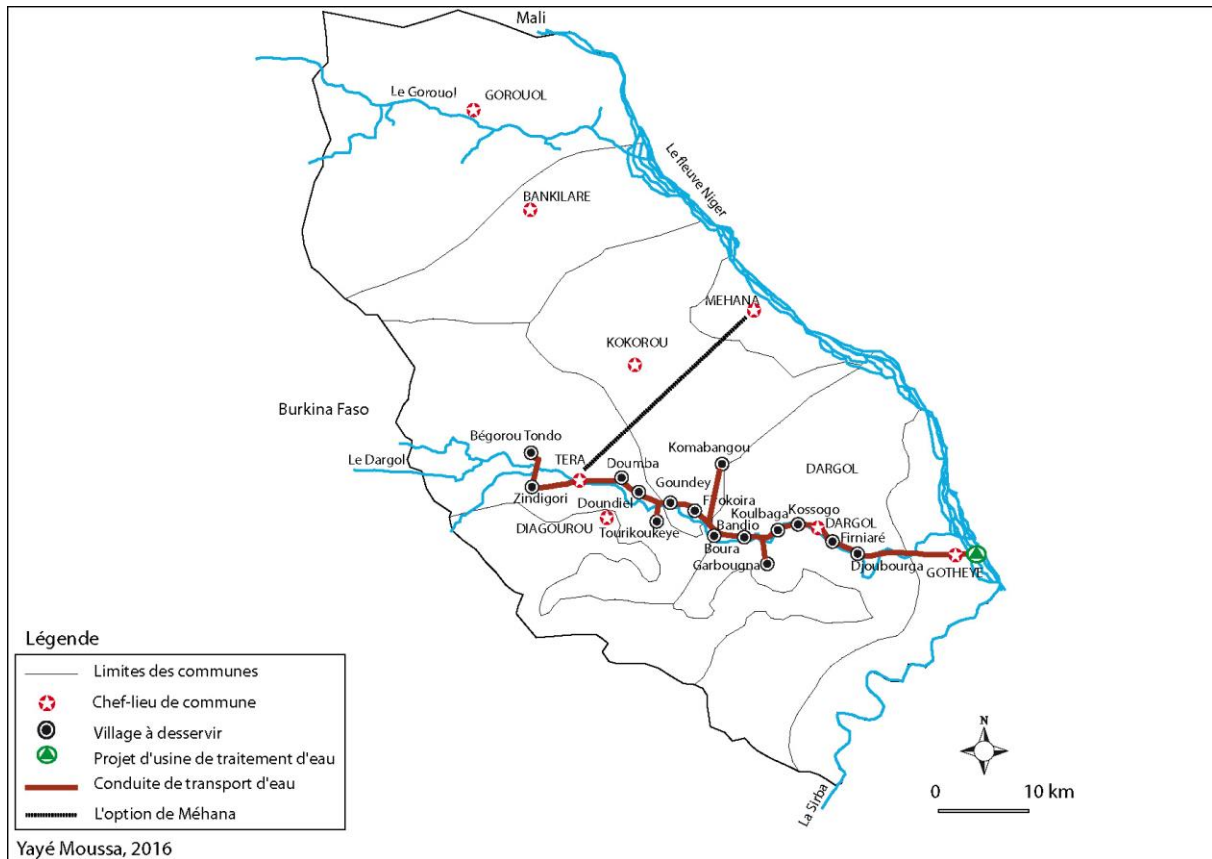 Mali
Le Gorouol
GOROUOL
Le fleuve Niger
BANKILARE
MEHANA
KOKOROU
Burkina Faso
Bégorou Tondo
Le Dargol
TERA
Doumba
Komabangou
DARGOL
Zindigori
Doundiel
Goundey
Firokoira
Koulbaga
Kossogo
DARGOL
DIAGOUROU
Tourikoukeye
Bandio
Firniaré
Boura
Garbougna
Djoubourga
GOTHEYE
La Sirba
N
0 10 km
Légende
Limites des communes
Chef-lieu de commune
Village à desservir
Projet d'usine de traitement d'eau
Conduite de transport d'eau
L'option de Méhana
Yayé Moussa, 2016